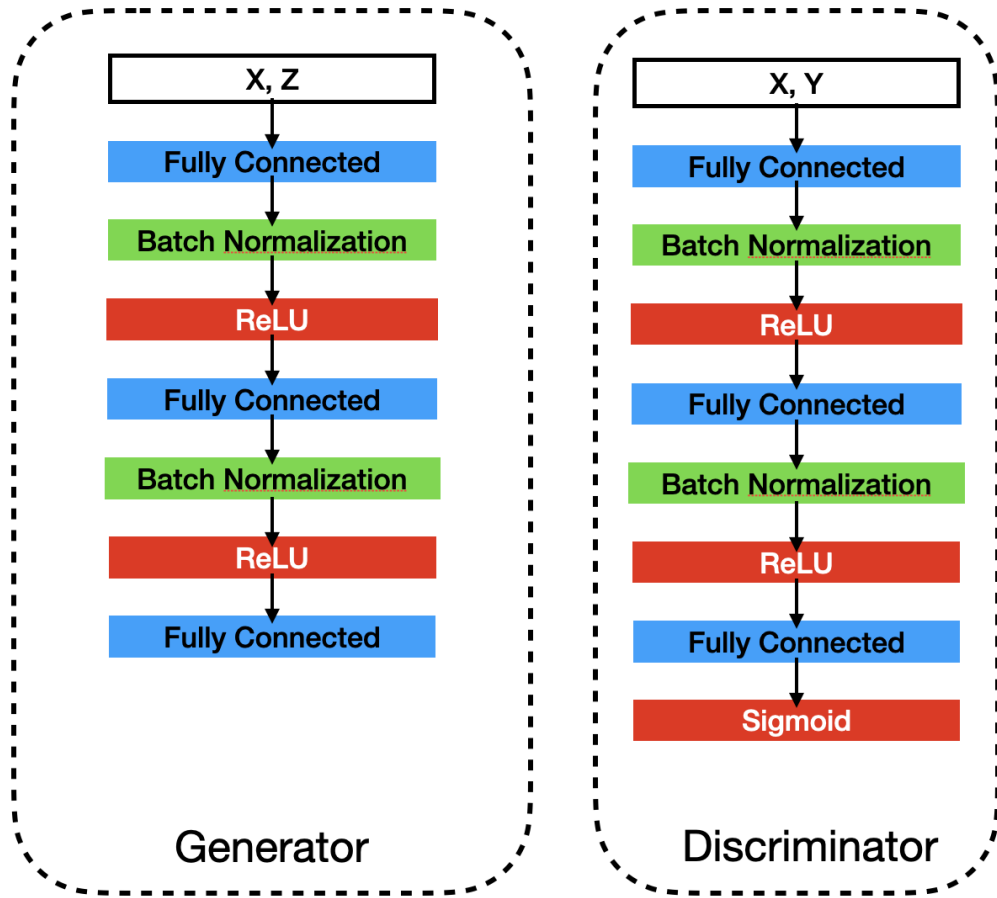 X, Z
Fully Connected
Batch Normalization
ReLU
Fully Connected
Batch Normalization
ReLU
Fully Connected
Generator
X, Y
Fully Connected
Batch Normalization
ReLU
Fully Connected
Batch Normalization
ReLU
Fully Connected
Sigmoid
Discriminator